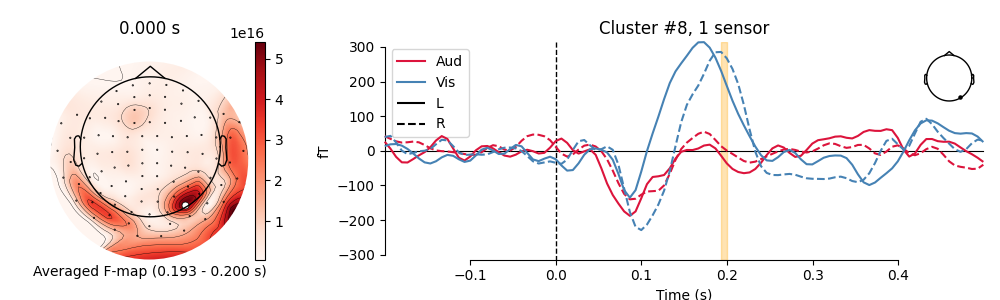 0.000 s
1e16
5
4
3
2
1
Averaged F-map (0.193 - 0.200 s)
Cluster #8, 1 sensor
300
200
100
0
−100
−200
−300
fT
Aud
Vis
L
R
−0.1
0.0
0.1
0.2
0.3
0.4
Time (s)